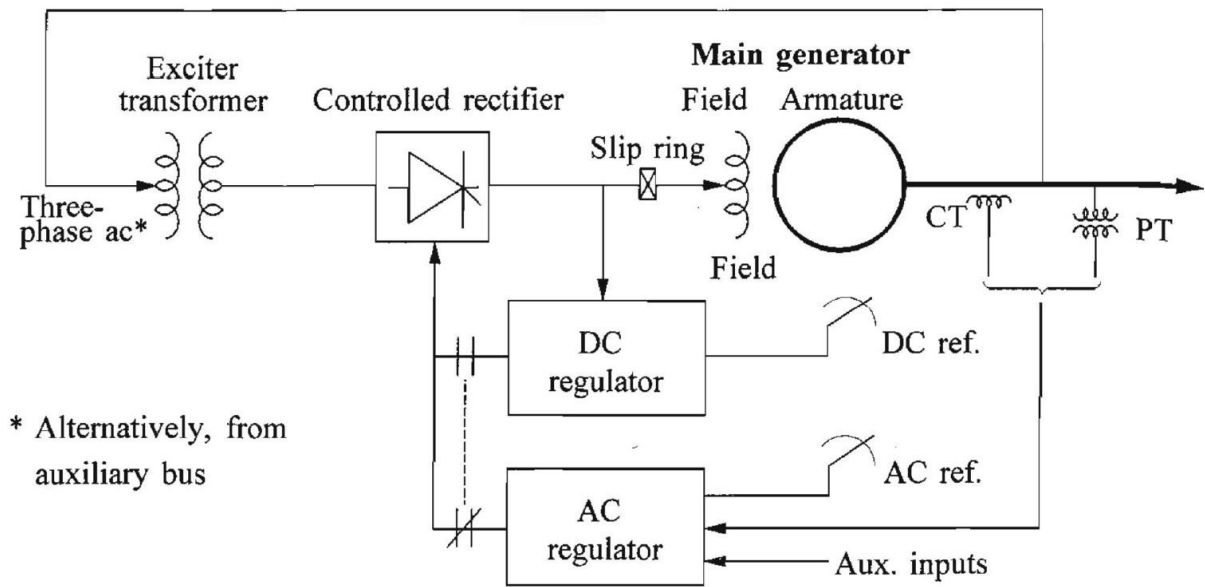 Main generator
Exciter
transformer
Controlled rectifier
Field
Armature
Slip ring
Three-
phase ac*
CT
PT
Field
DC
regulator
DC ref.
* Alternatively, from
auxiliary bus
AC
regulator
AC ref.
Aux. inputs